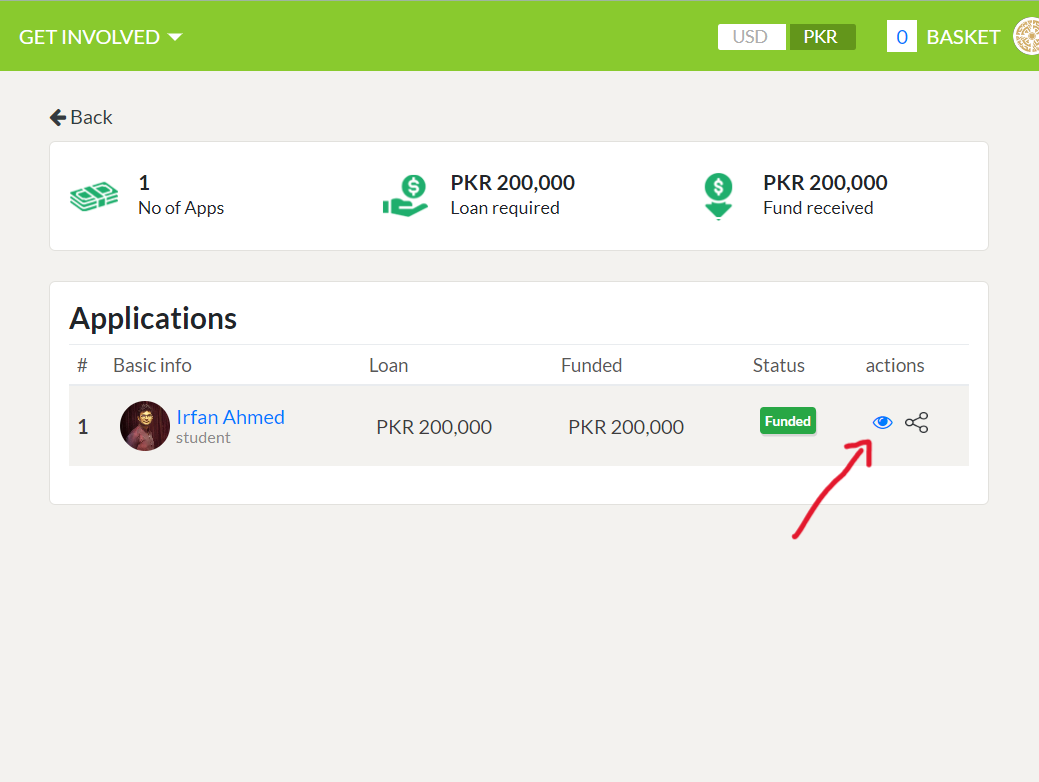 GET INVOLVED
USD PKR
0 BASKET
Back
1
No of Apps
PKR 200,000
Loan required
PKR 200,000
Fund received
Applications
# Basic info Loan Funded Status actions
1 Irfan Ahmed PKR 200,000 PKR 200,000 Funded
student